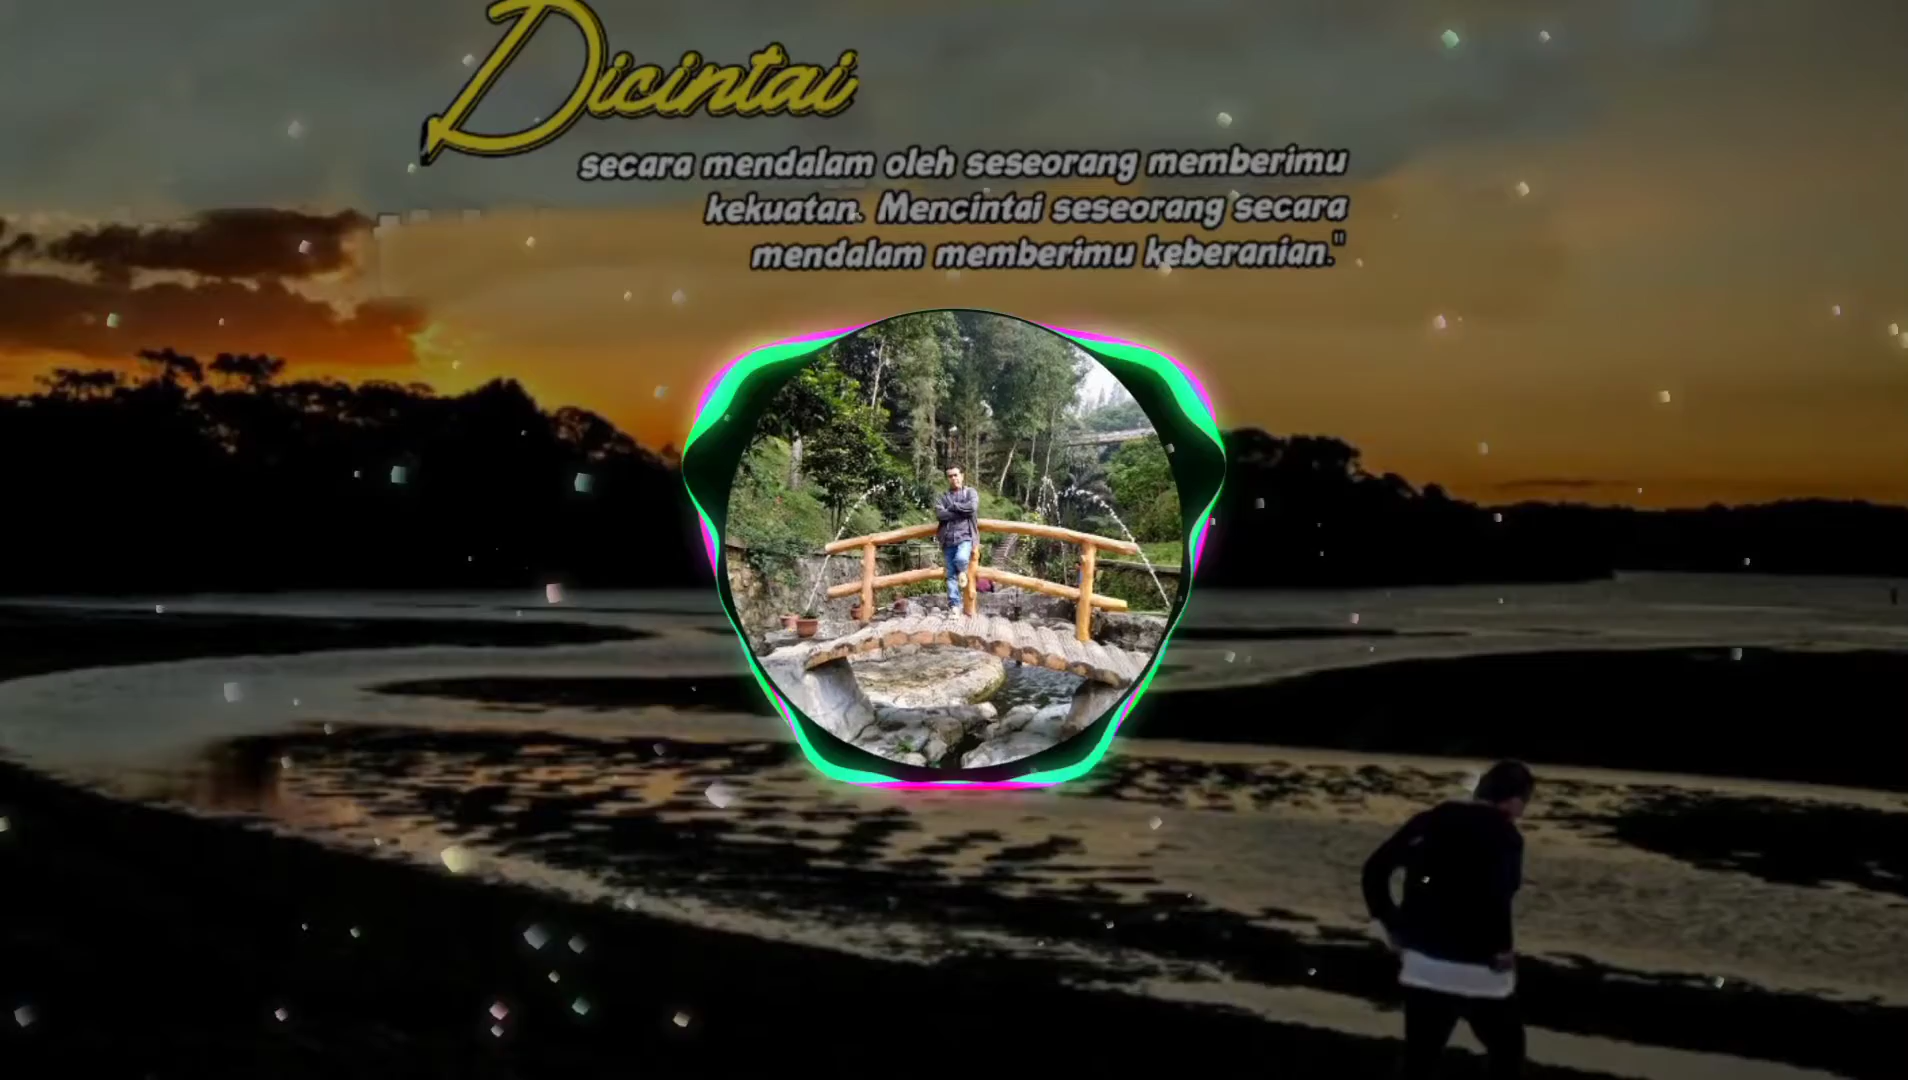 Dicintai
secara mendalam oleh seseorang memberimu
kekuatan. Mencintai seseorang secara
mendalam memberimu keberanian."